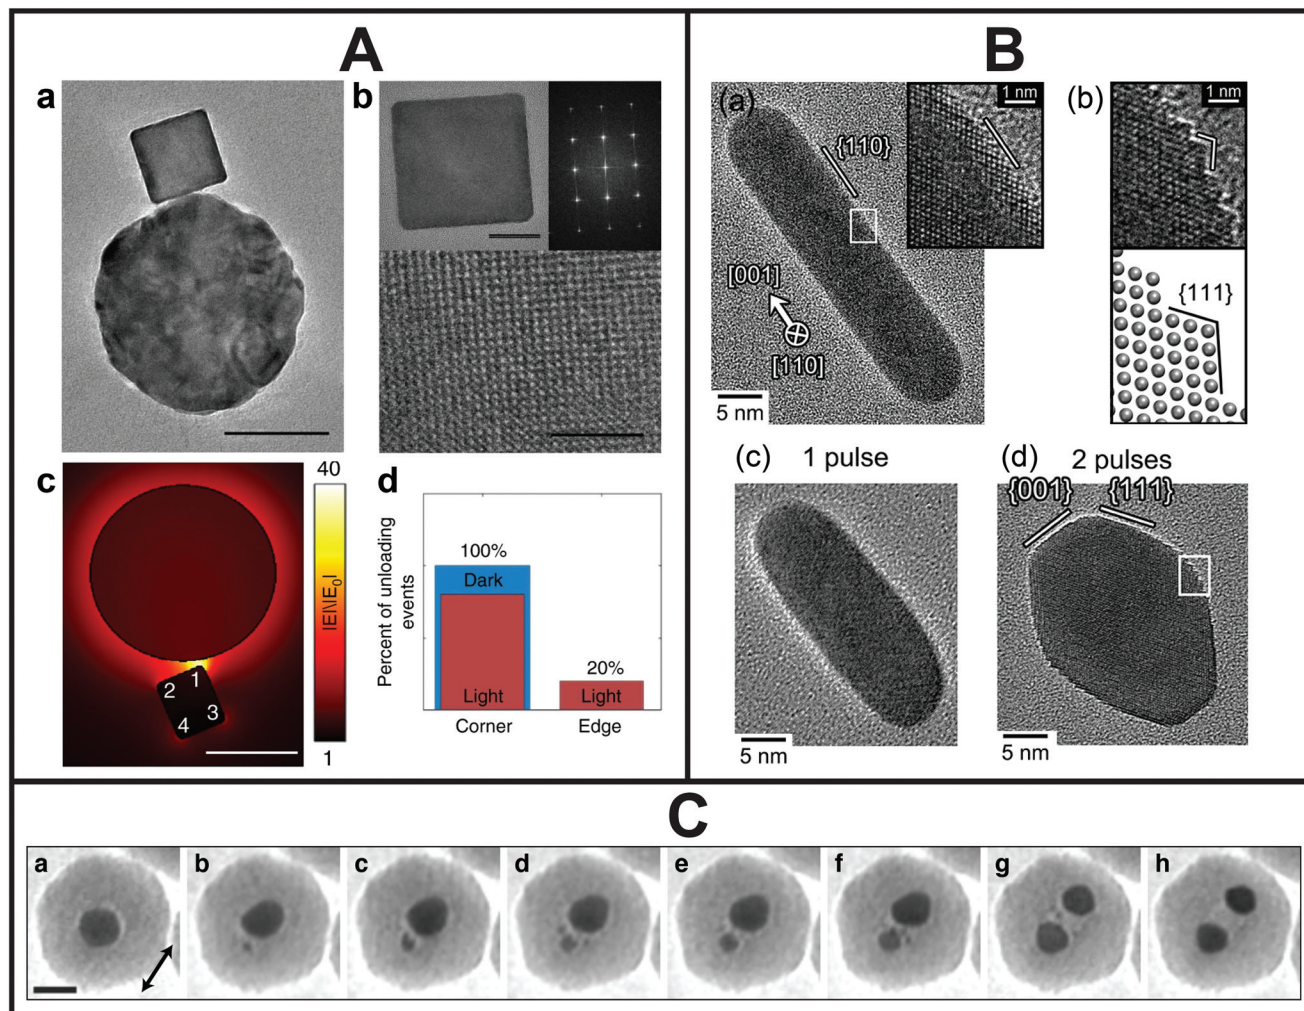 A
a
b
c
40
|E|\|E₀|
1
1
2
3
4
d
Percent of unloading
events
100%
Dark
20%
Light
Light
Corner
Edge
B
(a)
{110}
1 nm
[001]
[110]
5 nm
(b)
1 nm
{111}
(c)
1 pulse
5 nm
(d)
2 pulses
{001}
{111}
5 nm
C
a
b
c
d
e
f
g
h